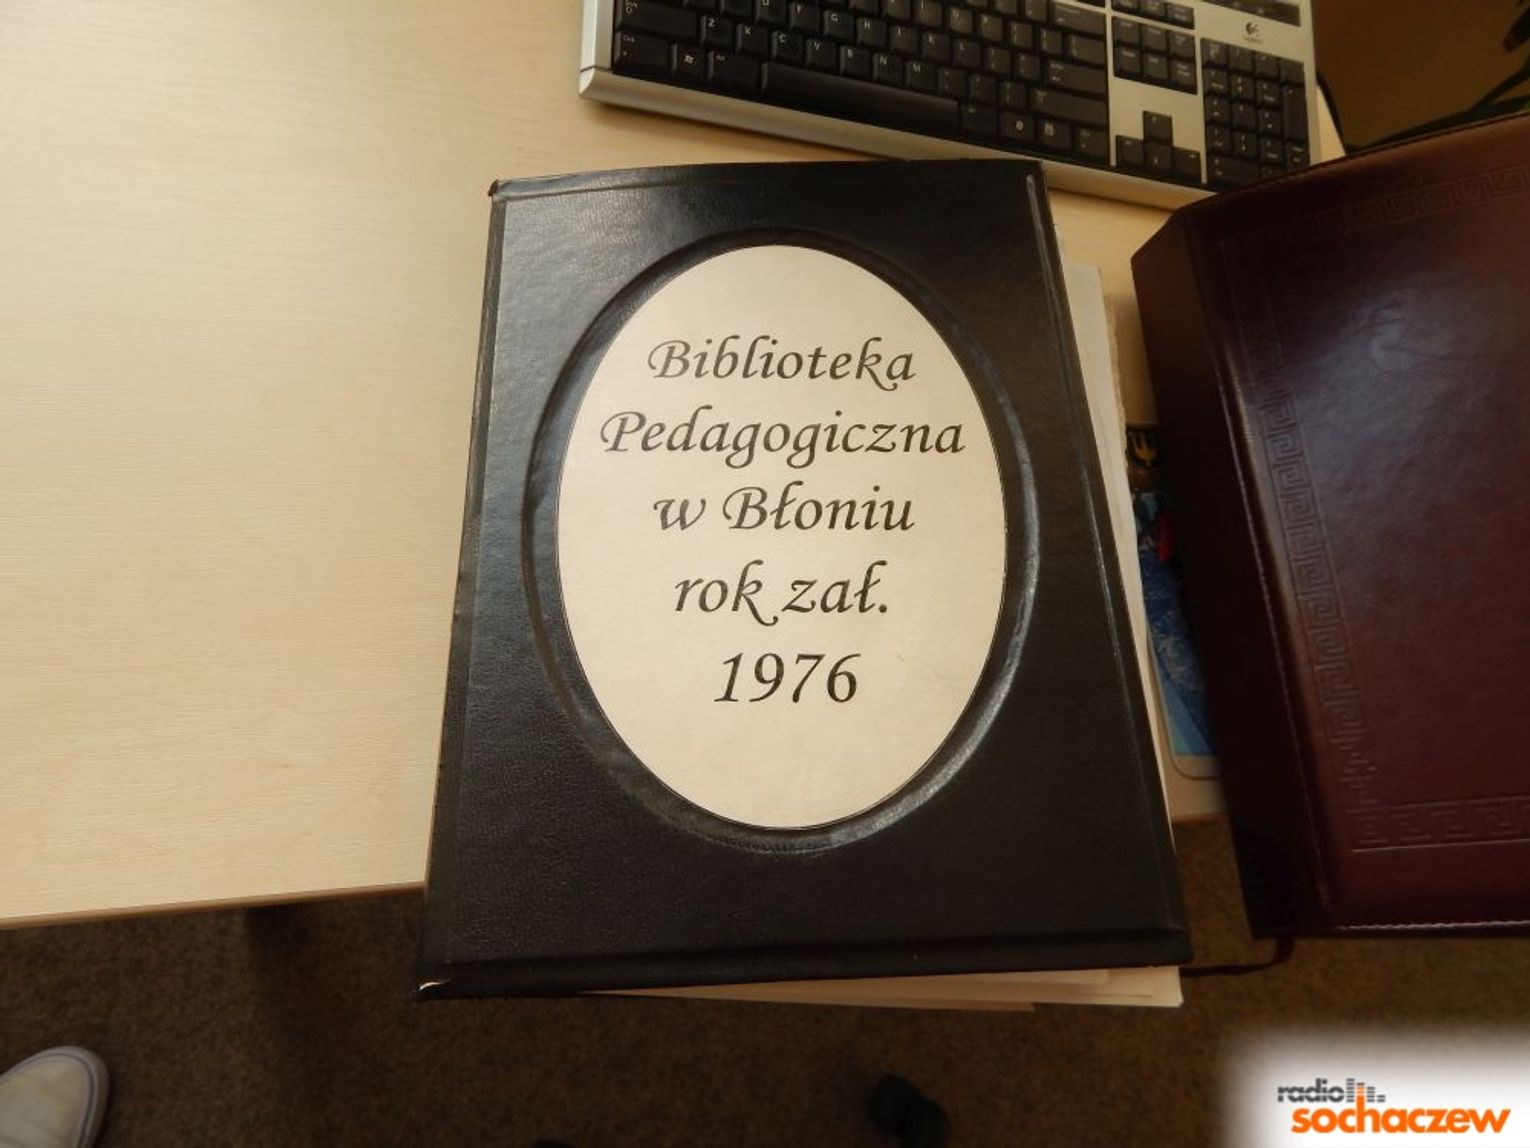 Biblioteka
Pedagogiczna
w Błoniu
rok zał.
1976
radio
sochaczew